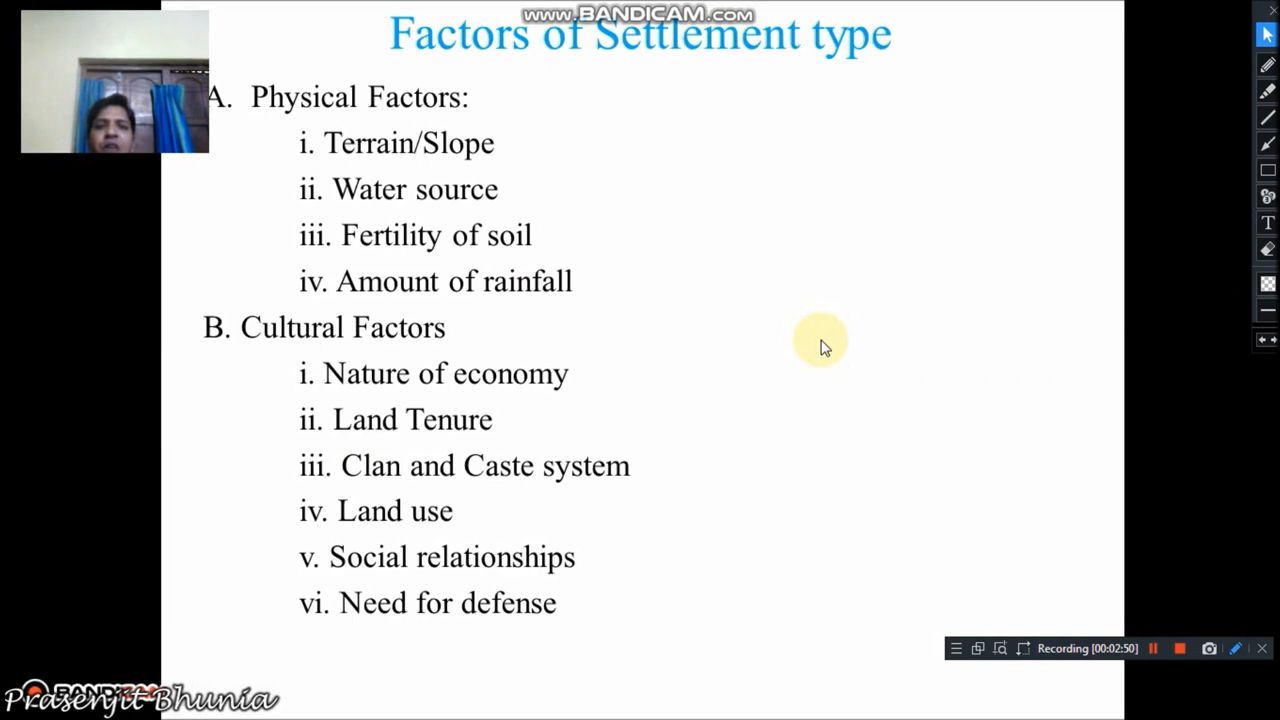 www.BANDICAM.com
Factors of Settlement type
A. Physical Factors:
i. Terrain/Slope
ii. Water source
iii. Fertility of soil
iv. Amount of rainfall
B. Cultural Factors
i. Nature of economy
ii. Land Tenure
iii. Clan and Caste system
iv. Land use
v. Social relationships
vi. Need for defense
Recording [00:02:50]
BANDICAM
Prasenjit Bhunia